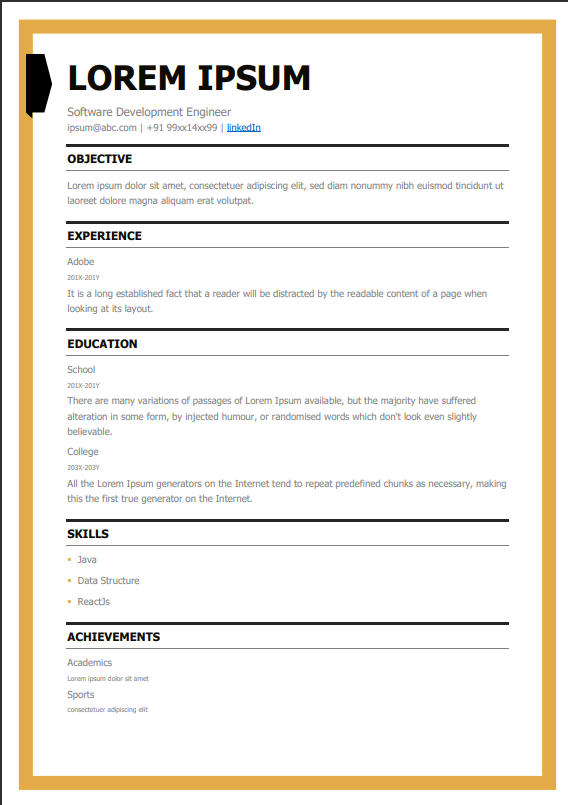 LOREM IPSUM
Software Development Engineer
ipsum@abc.com | +91 99xx14xx99 | linkedIn
OBJECTIVE
Lorem ipsum dolor sit amet, consectetuer adipiscing elit, sed diam nonummy nibh euismod tincidunt ut
laoreet dolore magna aliquam erat volutpat.
EXPERIENCE
Adobe
201X-201Y
It is a long established fact that a reader will be distracted by the readable content of a page when
looking at its layout.
EDUCATION
School
201X-201Y
There are many variations of passages of Lorem Ipsum available, but the majority have suffered
alteration in some form, by injected humour, or randomised words which don't look even slightly
believable.
College
203X-203Y
All the Lorem Ipsum generators on the Internet tend to repeat predefined chunks as necessary, making
this the first true generator on the Internet.
SKILLS
▪ Java
▪ Data Structure
▪ ReactJs
ACHIEVEMENTS
Academics
Lorem ipsum dolor sit amet
Sports
consectetuer adipiscing elit